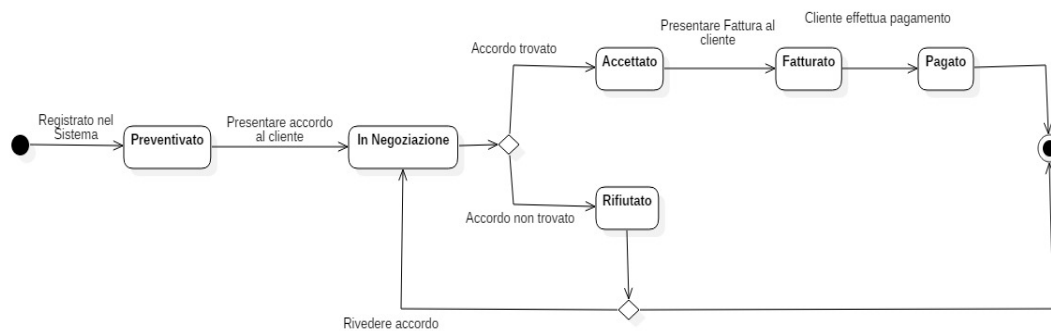 Cliente effettua pagamento
Presentare Fattura al
cliente
Accordo trovato
Accettato
Fatturato
Pagato
Registrato nel
Sistema
Presentare accordo
al cliente
Preventivato
In Negoziazione
Rifiutato
Accordo non trovato
Rivedere accordo